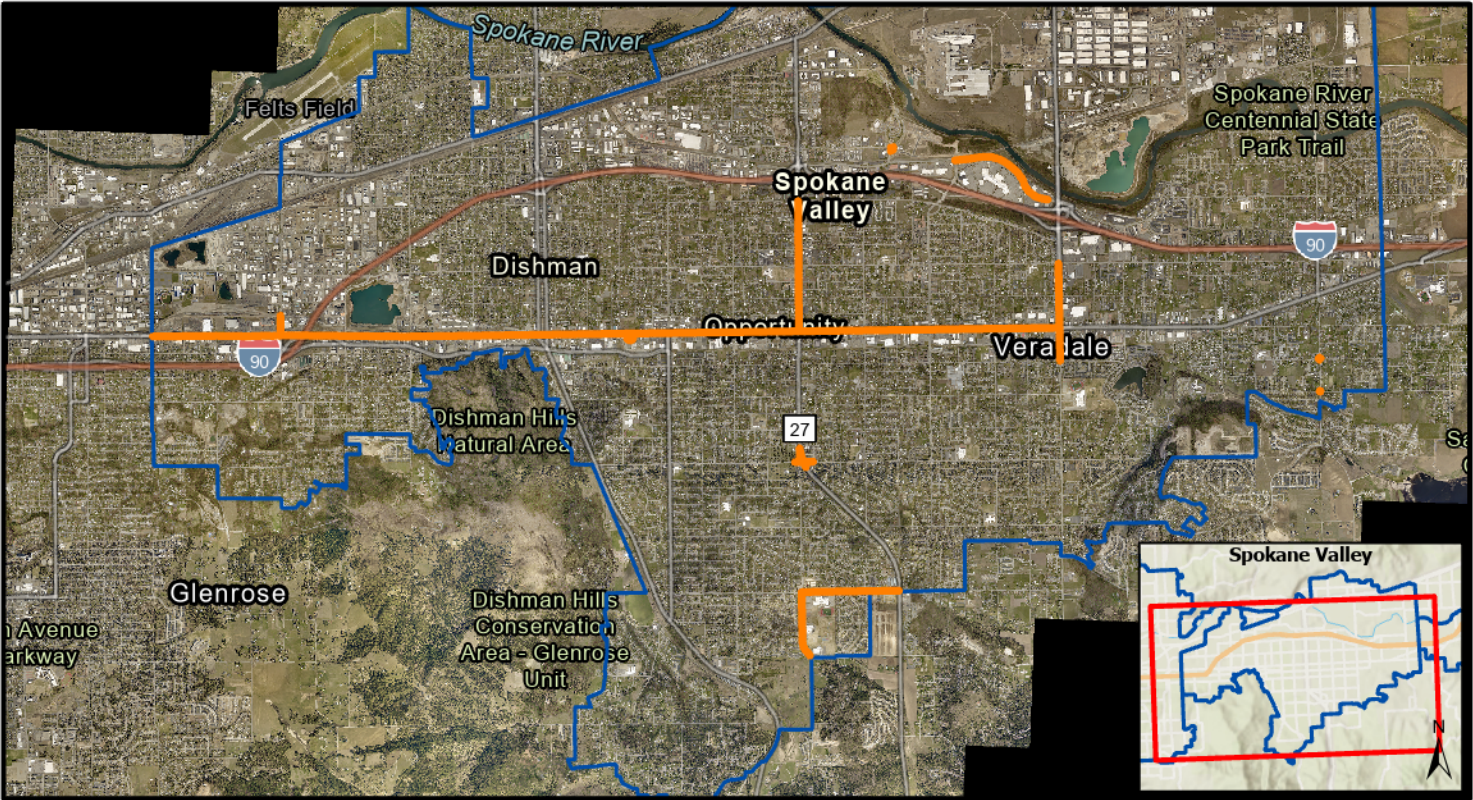 Spokane River
Felts Field
Spokane River
Centennial State
Park Trail
Spokane
Valley
90
Dishman
Opportunity
Veradale
90
Dishman Hills
Natural Area
27
Glenrose
Dishman Hills
Conservation
Area - Glenrose
Unit
Avenue
Spokane Valley
N